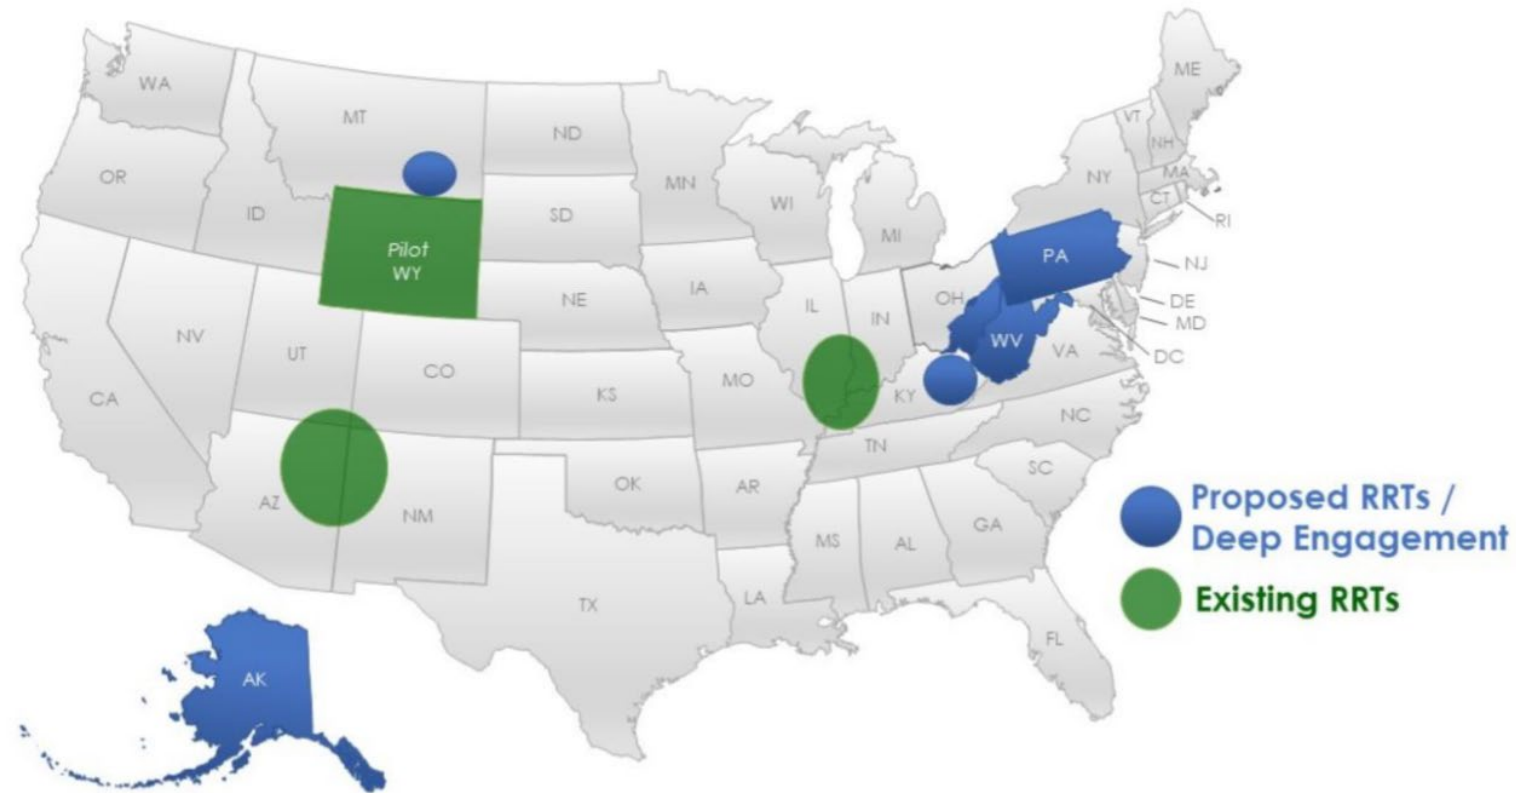 WA
MT
ND
MN
WI
MI
ME
VT
NH
MA
NY
CT
RI
OR
ID
SD
Pilot
WY
IA
NE
PA
NJ
DE
MD
DC
OH
IL
IN
WV
VA
NV
UT
CO
KS
MO
KY
CA
NC
TN
SC
AZ
NM
OK
AR
MS
AL
GA
TX
LA
FL
AK
Proposed RRTs /
Deep Engagement
Existing RRTs